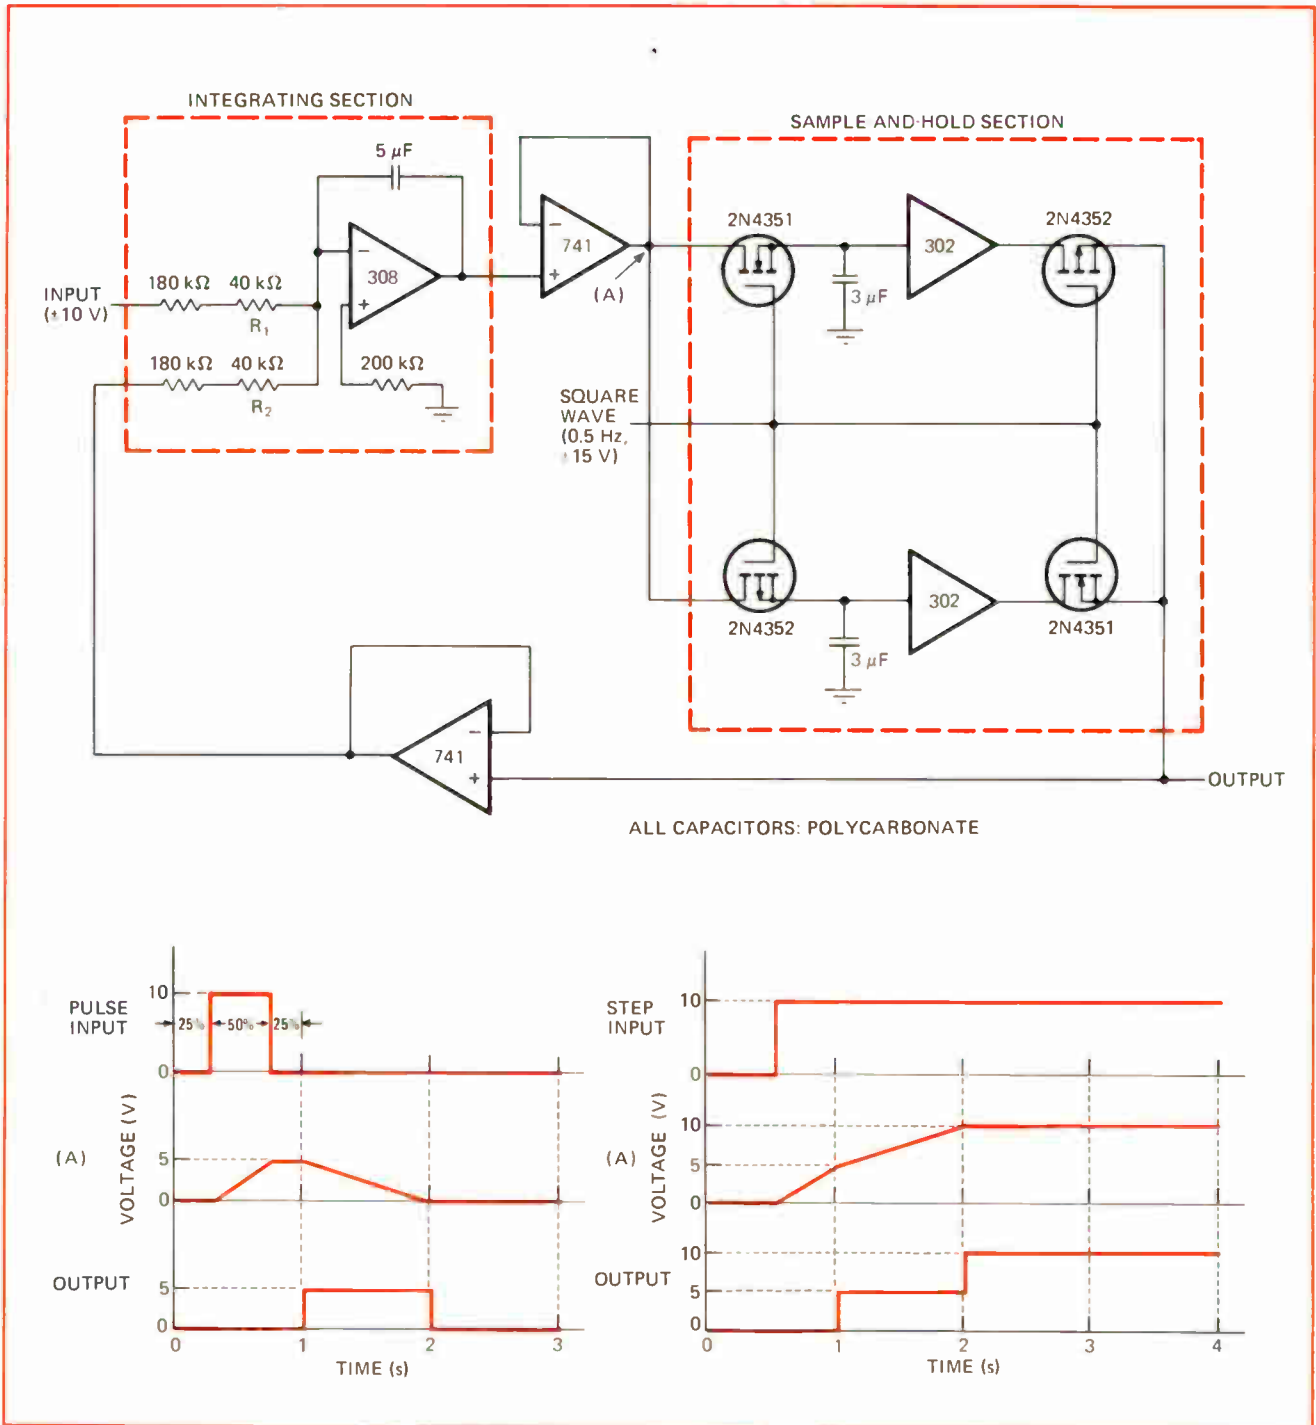 INTEGRATING SECTION
SAMPLE AND-HOLD SECTION
5 µF
2N4351
2N4352
741
302
180 kΩ
40 kΩ
308
(A)
3 µF
INPUT
(±10 V)
R₁
180 kΩ
40 kΩ
200 kΩ
R₂
SQUARE
WAVE
(0.5 Hz,
15 V)
302
2N4352
2N4351
3 µF
741
OUTPUT
ALL CAPACITORS: POLYCARBONATE
PULSE
INPUT
10
25%
50%
25%
0
VOLTAGE (V)
(A)
5
0
OUTPUT
5
0
0
1
2
3
TIME (s)
STEP
INPUT
10
0
VOLTAGE (V)
(A)
10
5
0
OUTPUT
10
5
0
0
1
2
3
4
TIME (s)